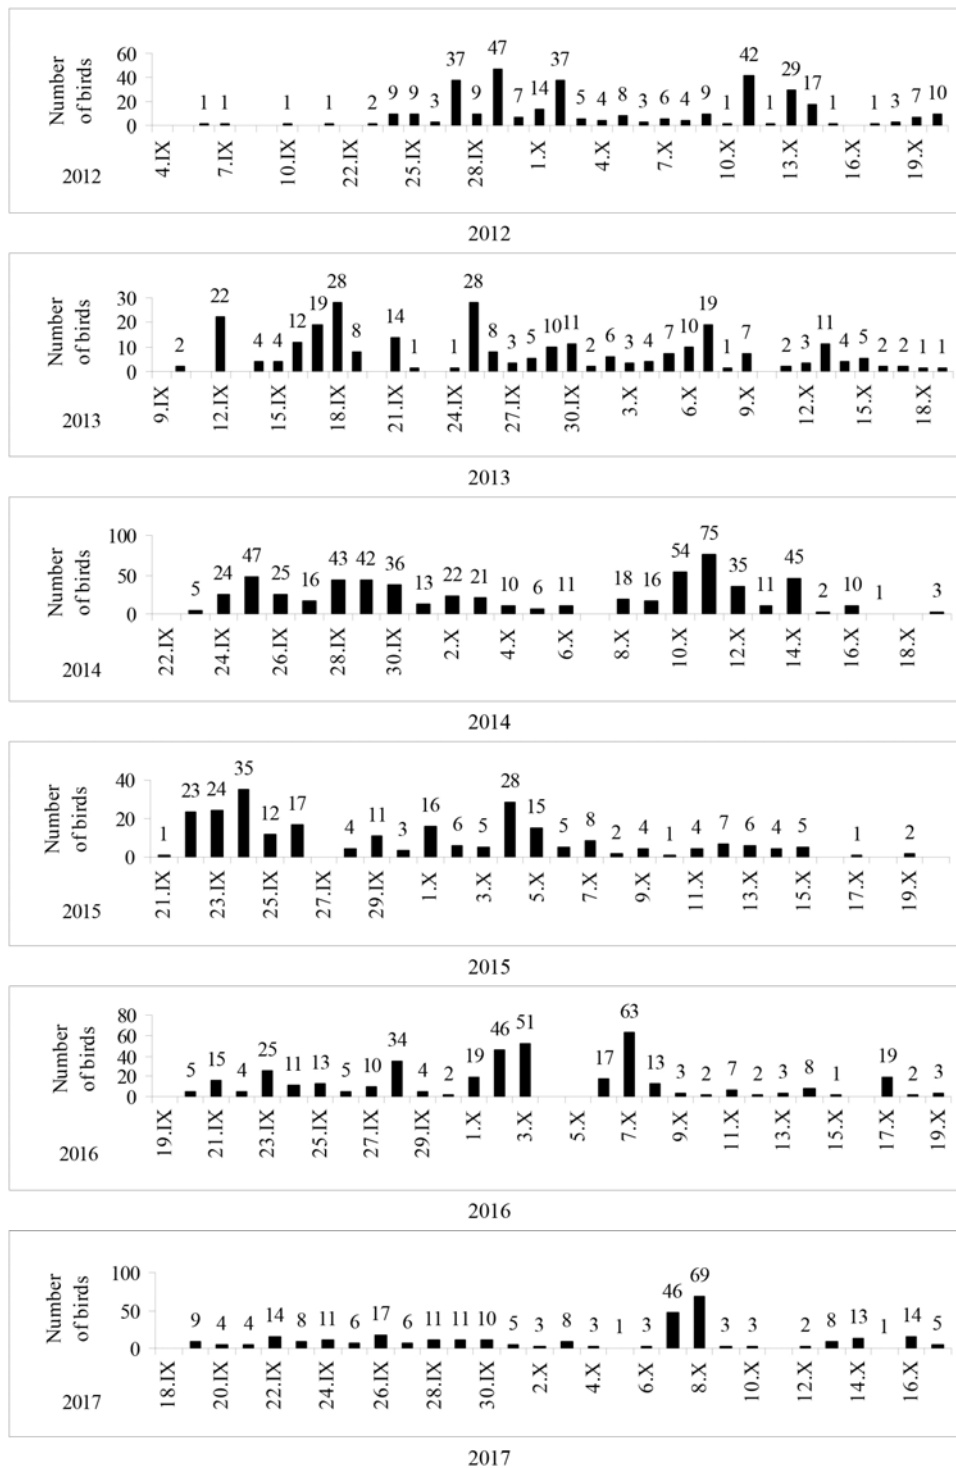 Number of birds
60
40
20
0
1 1 1 1 2 9 9 3 37 9 47 7 14 37 5 4 8 3 6 4 9 1 42 1 29 17 1 1 3 7 10
4.IX 7.IX 10.IX 22.IX 25.IX 28.IX 1.X 4.X 7.X 10.X 13.X 16.X 19.X
2012
2012
Number of birds
30
20
10
0
2 22 4 4 12 19 28 8 14 1 1 28 8 3 5 10 11 2 6 3 4 7 10 19 1 7 2 3 11 4 5 2 2 1 1
9.IX 12.IX 15.IX 18.IX 21.IX 24.IX 27.IX 30.IX 3.X 6.X 9.X 12.X 15.X 18.X
2013
2013
Number of birds
100
50
0
5 24 47 25 16 43 42 36 13 22 21 10 6 11 18 16 54 75 35 11 45 2 10 1 3
22.IX 24.IX 26.IX 28.IX 30.IX 2.X 4.X 6.X 8.X 10.X 12.X 14.X 16.X 18.X
2014
2014
Number of birds
40
20
0
1 23 24 35 12 17 4 11 3 16 6 5 28 15 5 8 2 4 1 4 7 6 4 5 1 2
21.IX 23.IX 25.IX 27.IX 29.IX 1.X 3.X 5.X 7.X 9.X 11.X 13.X 15.X 17.X 19.X
2015
2015
Number of birds
80
60
40
20
0
5 15 4 25 11 13 5 10 34 4 2 19 46 51 17 63 13 3 2 7 2 3 8 1 19 2 3
19.IX 21.IX 23.IX 25.IX 27.IX 29.IX 1.X 3.X 5.X 7.X 9.X 11.X 13.X 15.X 17.X 19.X
2016
2016
Number of birds
100
50
0
9 4 4 14 8 11 6 17 6 11 11 10 5 3 8 3 1 3 46 69 3 3 2 8 13 1 14 5
18.IX 20.IX 22.IX 24.IX 26.IX 28.IX 30.IX 2.X 4.X 6.X 8.X 10.X 12.X 14.X 16.X
2017
2017